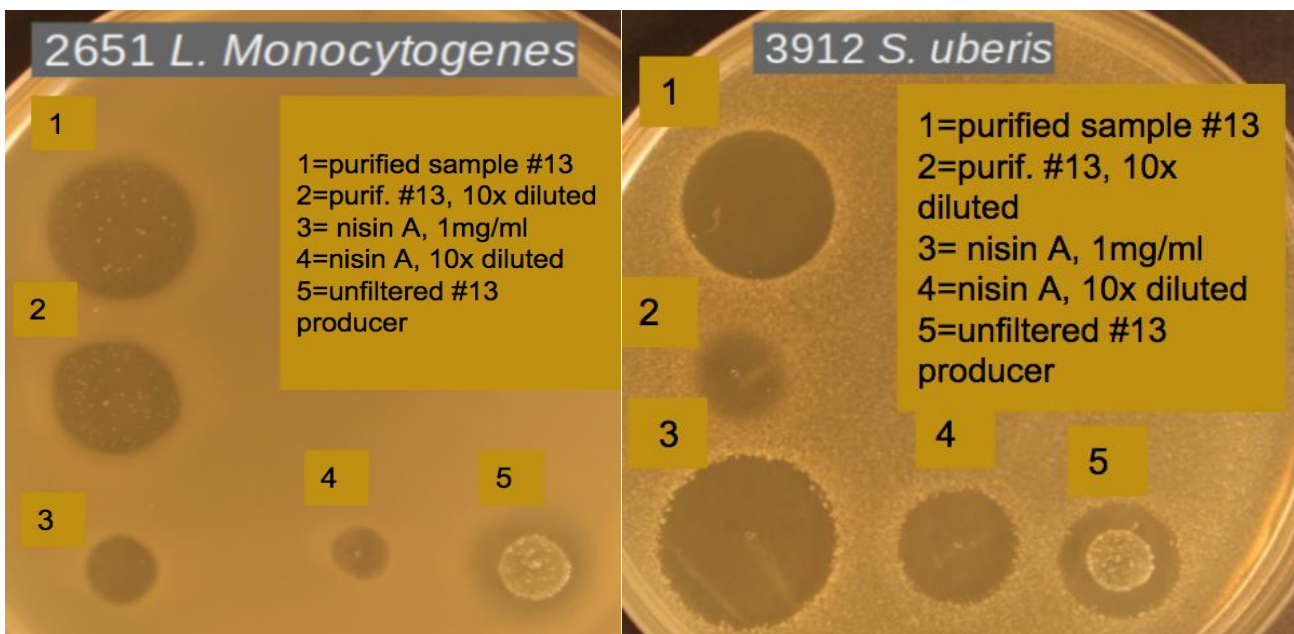 2651 L. Monocytogenes
1
1=purified sample #13
2=purif. #13, 10x diluted
3= nisin A, 1mg/ml
4=nisin A, 10x diluted
5=unfiltered #13
producer
2
3
4
5
3912 S. uberis
1
1=purified sample #13
2=purif. #13, 10x
diluted
3= nisin A, 1mg/ml
4=nisin A, 10x diluted
5=unfiltered #13
producer
2
3
4
5